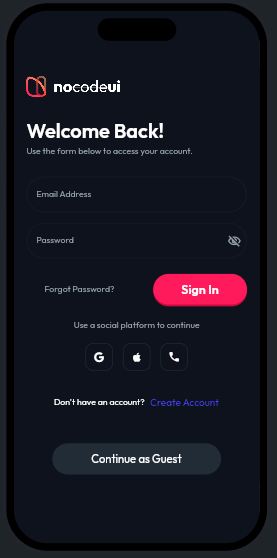 nocodeui
Welcome Back!
Use the form below to access your account.
Email Address
Password
Forgot Password?
Sign In
Use a social platform to continue
G
Don't have an account? Create Account
Continue as Guest